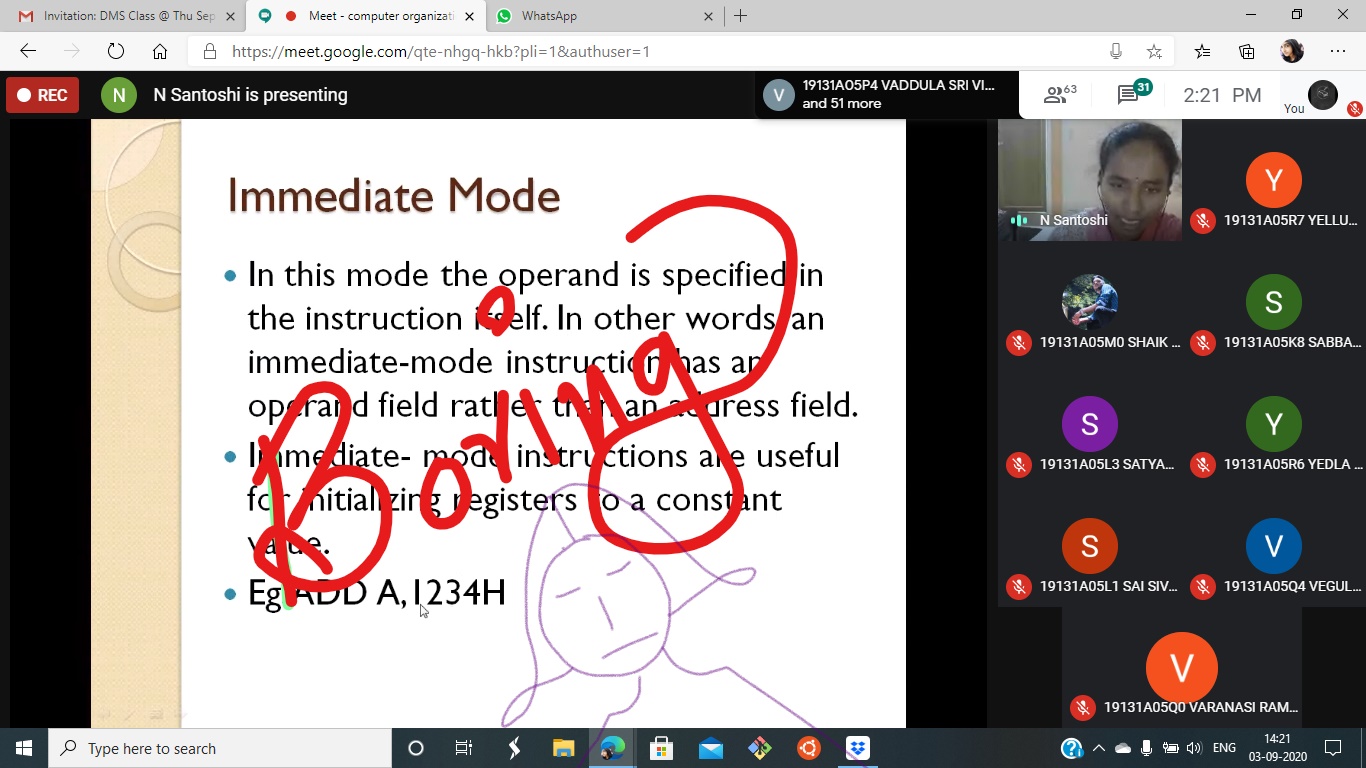 Invitation: DMS Class @ Thu Sep
Meet - computer organizati
WhatsApp
https://meet.google.com/qte-nhgq-hkb?pli=1&authuser=1
REC
N
N Santoshi is presenting
V
19131A05P4 VADDULA SRI VI...
and 51 more
63
31
2:21 PM
You
Immediate Mode
• In this mode the operand is specified in
the instruction itself. In other words, an
immediate-mode instruction has an
operand field rather than an address field.
• Immediate- mode instructions are useful
for initializing registers to a constant
value.
• Eg ADD A,1234H
Boring
N Santoshi
Y
19131A05R7 YELLU...
19131A05M0 SHAIK ...
S
19131A05K8 SABBA...
S
19131A05L3 SATYA...
Y
19131A05R6 YEDLA ...
S
19131A05L1 SAI SIV...
V
19131A05Q4 VEGUL...
V
19131A05Q0 VARANASI RAM...
Type here to search
ENG
14:21
03-09-2020